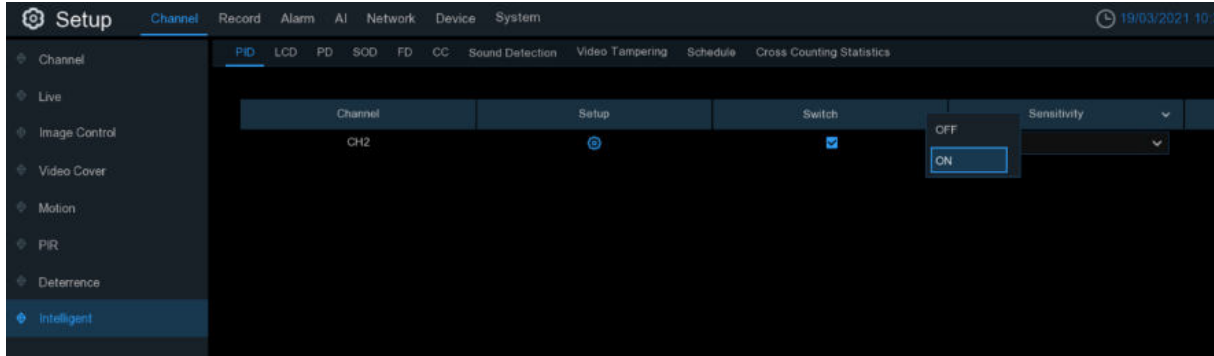 Setup Channel Record Alarm AI Network Device System 19/03/2021 10
PID LCD PD SOD FD CC Sound Detection Video Tampering Schedule Cross Counting Statistics
Channel
Live
Image Control
Video Cover
Motion
PIR
Deterrence
Intelligent
Channel Setup Switch Sensitivity
CH2
OFF
ON